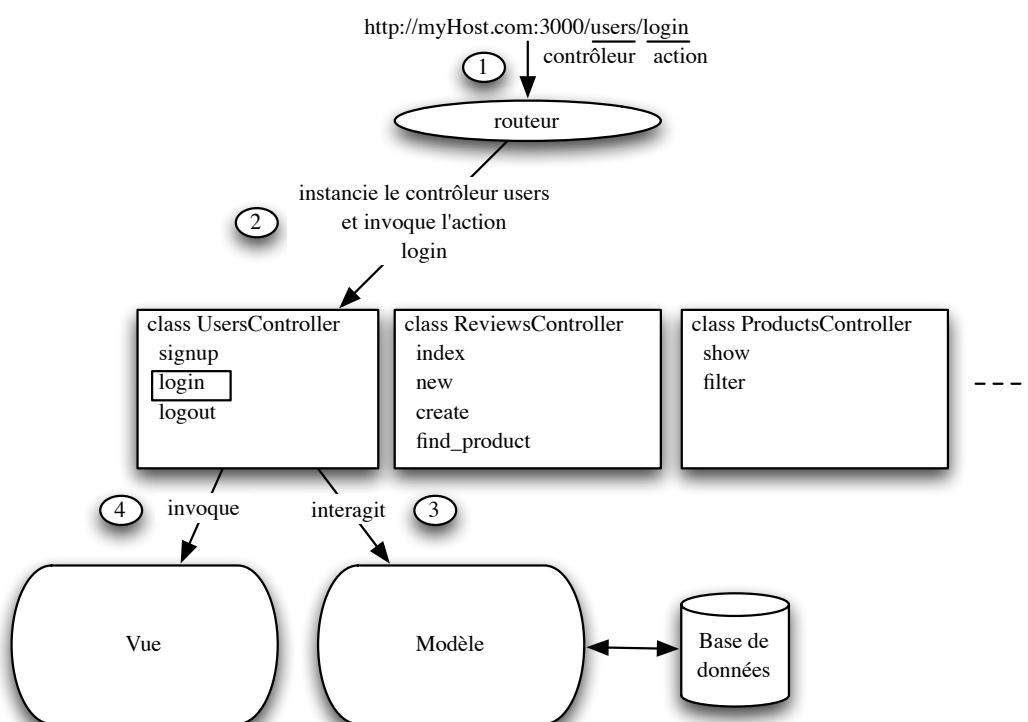 http://myHost.com:3000/users/login
contrôleur action
1
routeur
instancie le contrôleur users
2
et invoque l'action
login
class UsersController
signup
login
logout
class ReviewsController
index
new
create
find_product
class ProductsController
show
filter
4
invoque
interagit
3
Vue
Modèle
Base de
données